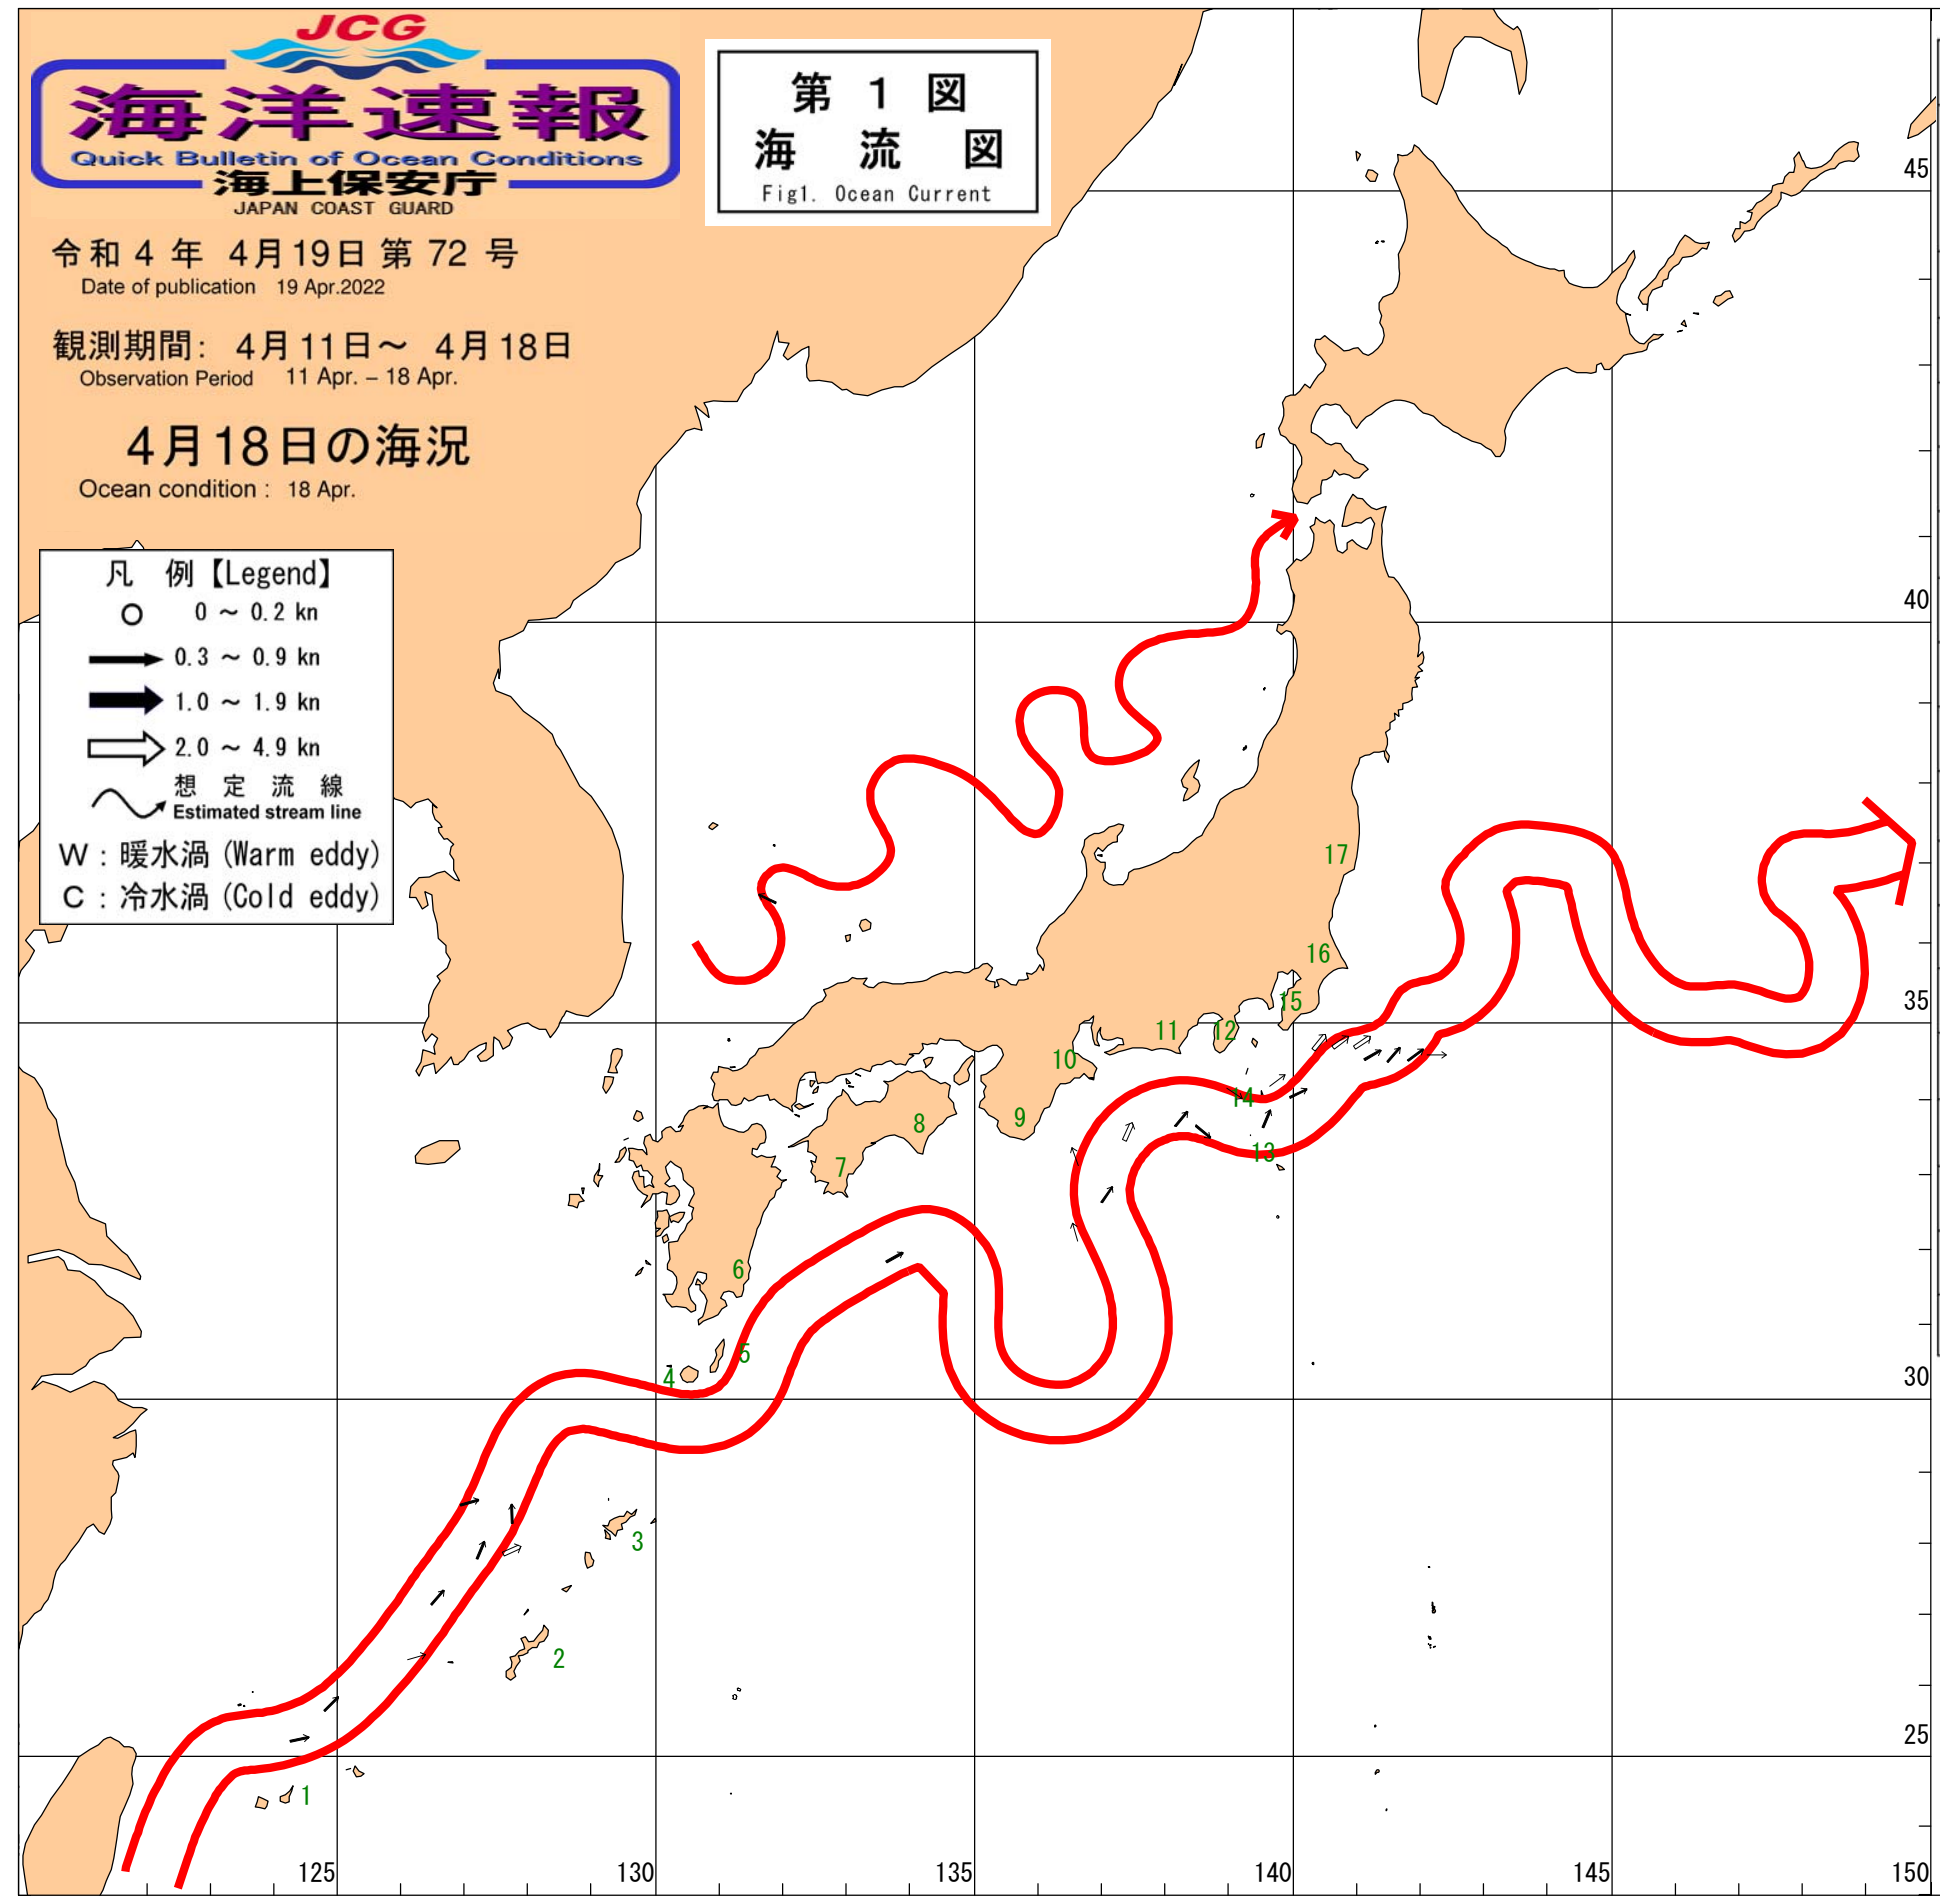 JCG
海洋速報
Quick Bulletin of Ocean Conditions
海上保安庁
JAPAN COAST GUARD
令和 4 年 4月19日 第 72 号
Date of publication 19 Apr.2022
観測期間: 4月11日～ 4月18日
Observation Period 11 Apr. – 18 Apr.
4月18日の海況
Ocean condition : 18 Apr.
第 1 図
海 流 図
Fig1. Ocean Current
凡 例【Legend】
0 ～ 0.2 kn
0.3 ～ 0.9 kn
1.0 ～ 1.9 kn
2.0 ～ 4.9 kn
想 定 流 線
Estimated stream line
W : 暖水渦 (Warm eddy)
C : 冷水渦 (Cold eddy)
45
40
35
30
25
17
16
15
12
11
10
14
9
8
13
7
6
5
4
3
2
1
125
130
135
140
145
150